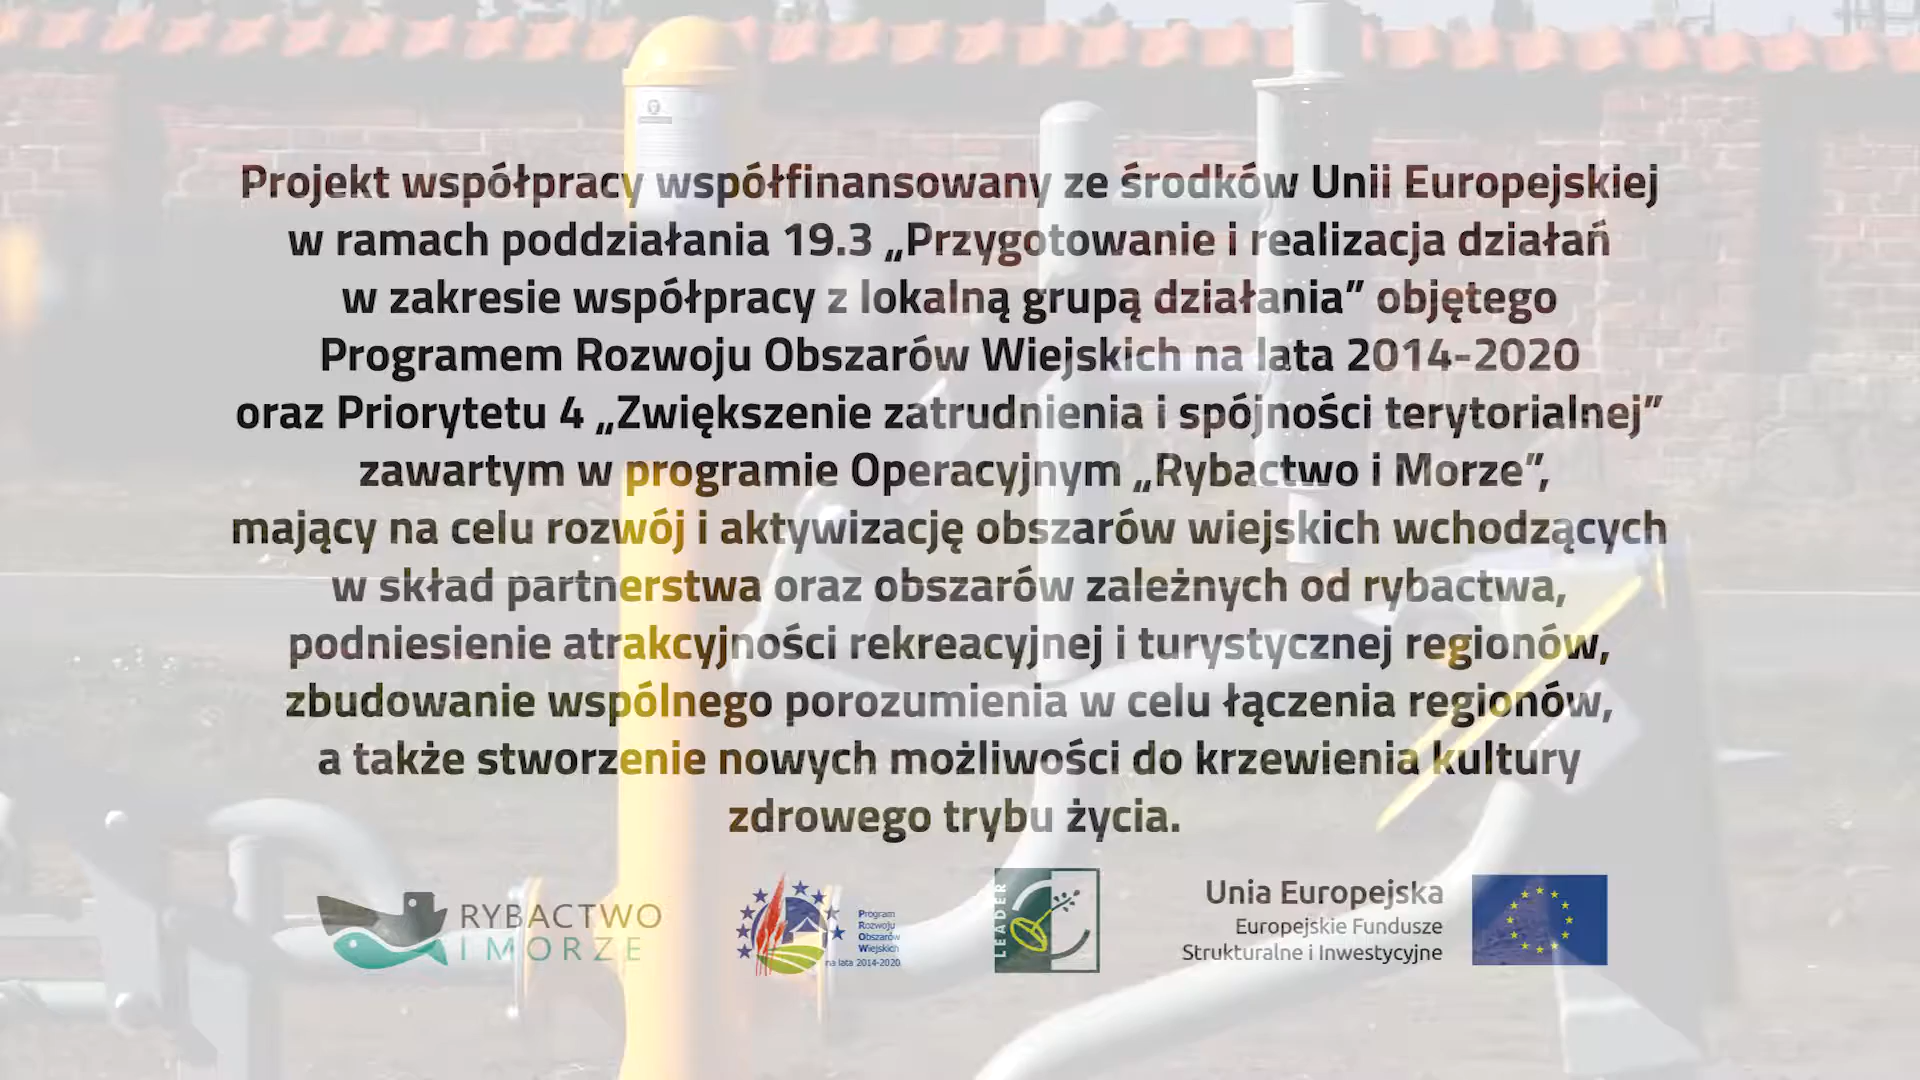 Projekt współpracy współfinansowany ze środków Unii Europejskiej
w ramach poddziałania 19.3 „Przygotowanie i realizacja działań
w zakresie współpracy z lokalną grupą działania” objętego
Programem Rozwoju Obszarów Wiejskich na lata 2014-2020
oraz Priorytetu 4 „Zwiększenie zatrudnienia i spójności terytorialnej”
zawartym w programie Operacyjnym „Rybactwo i Morze”,
mający na celu rozwój i aktywizację obszarów wiejskich wchodzących
w skład partnerstwa oraz obszarów zależnych od rybactwa,
podniesienie atrakcyjności rekreacyjnej i turystycznej regionów,
zbudowanie wspólnego porozumienia w celu łączenia regionów,
a także stworzenie nowych możliwości do krzewienia kultury
zdrowego trybu życia.
RYBACTWO
I MORZE
Program
Rozwoju
Obszarów
Wiejskich
na lata 2014-2020
LEADER
Unia Europejska
Europejskie Fundusze
Strukturalne i Inwestycyjne